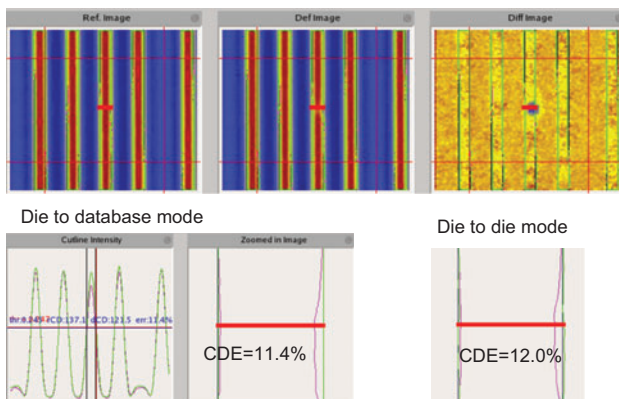 Ref. Image
Def Image
Diff Image
Die to database mode
Die to die mode
Cutline Intensity
Zoomed in Image
rCD:137.1 dCD:121.5 err:11.4%
CDE=11.4%
CDE=12.0%